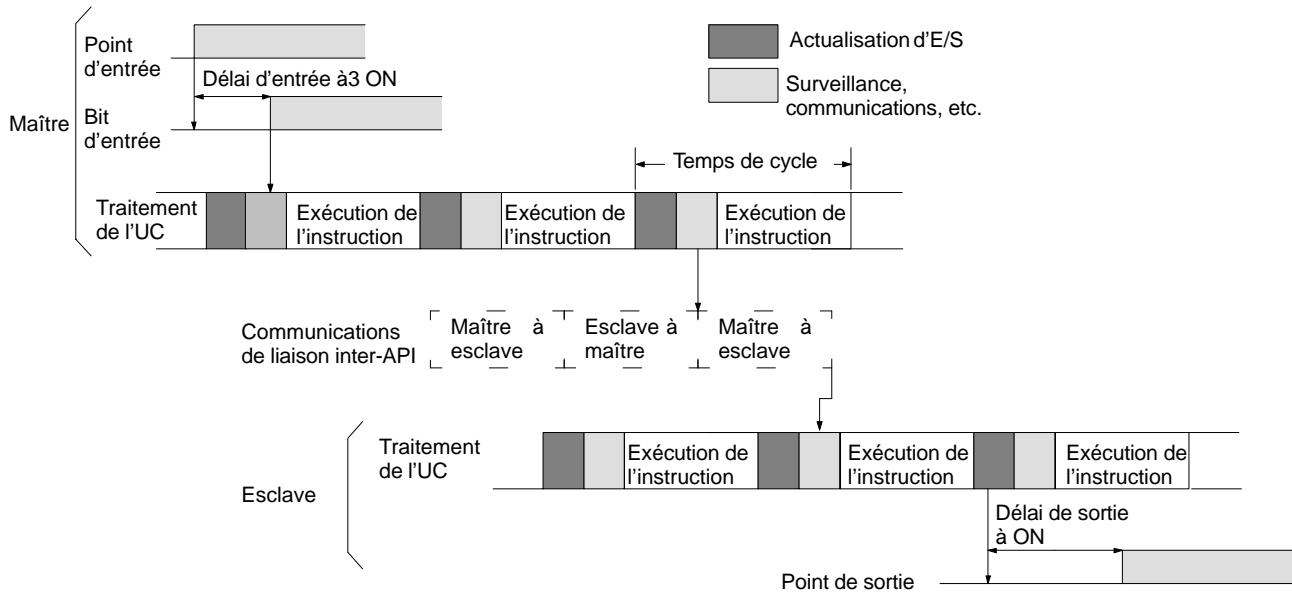 Point
d'entrée
Délai d'entrée à3 ON
Maître
Bit
d'entrée
Actualisation d'E/S
Surveillance,
communications, etc.
Temps de cycle
Traitement
de l'UC
Exécution de
l'instruction
Exécution de
l'instruction
Exécution de
l'instruction
Communications
de liaison inter-API
Maître à
esclave
Esclave à
maître
Maître à
esclave
Esclave
Traitement
de l'UC
Exécution de
l'instruction
Exécution de
l'instruction
Exécution de
l'instruction
Délai de sortie
à ON
Point de sortie